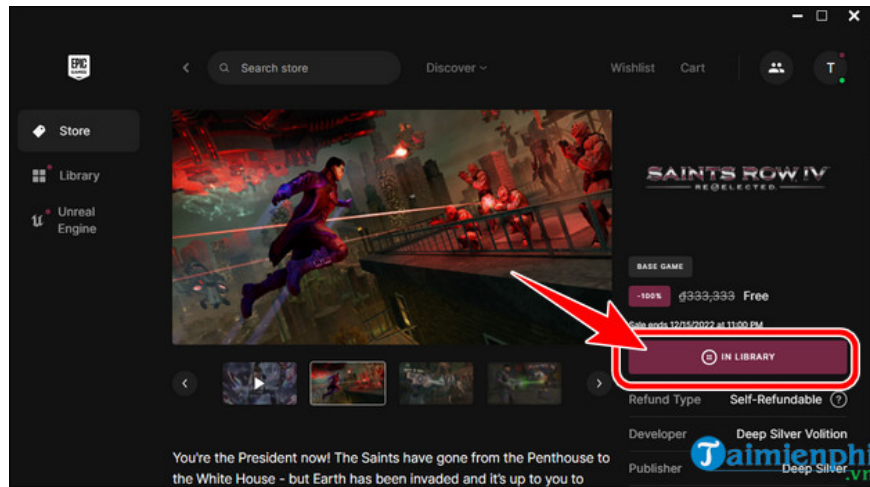 EPIC
GAMES
Search store
Discover
Wishlist
Cart
T
Store
Library
Unreal
Engine
SAINTS ROW IV
RE-ELECTED
BASE GAME
-100%
₫333,333
Free
Sale ends 12/15/2022 at 11:00 PM
IN LIBRARY
Refund Type
Self-Refundable
?
Developer
Deep Silver Volition
Publisher
Deep Silver
You're the President now! The Saints have gone from the Penthouse to
the White House - but Earth has been invaded and it's up to you to
Taimienphi
.vn